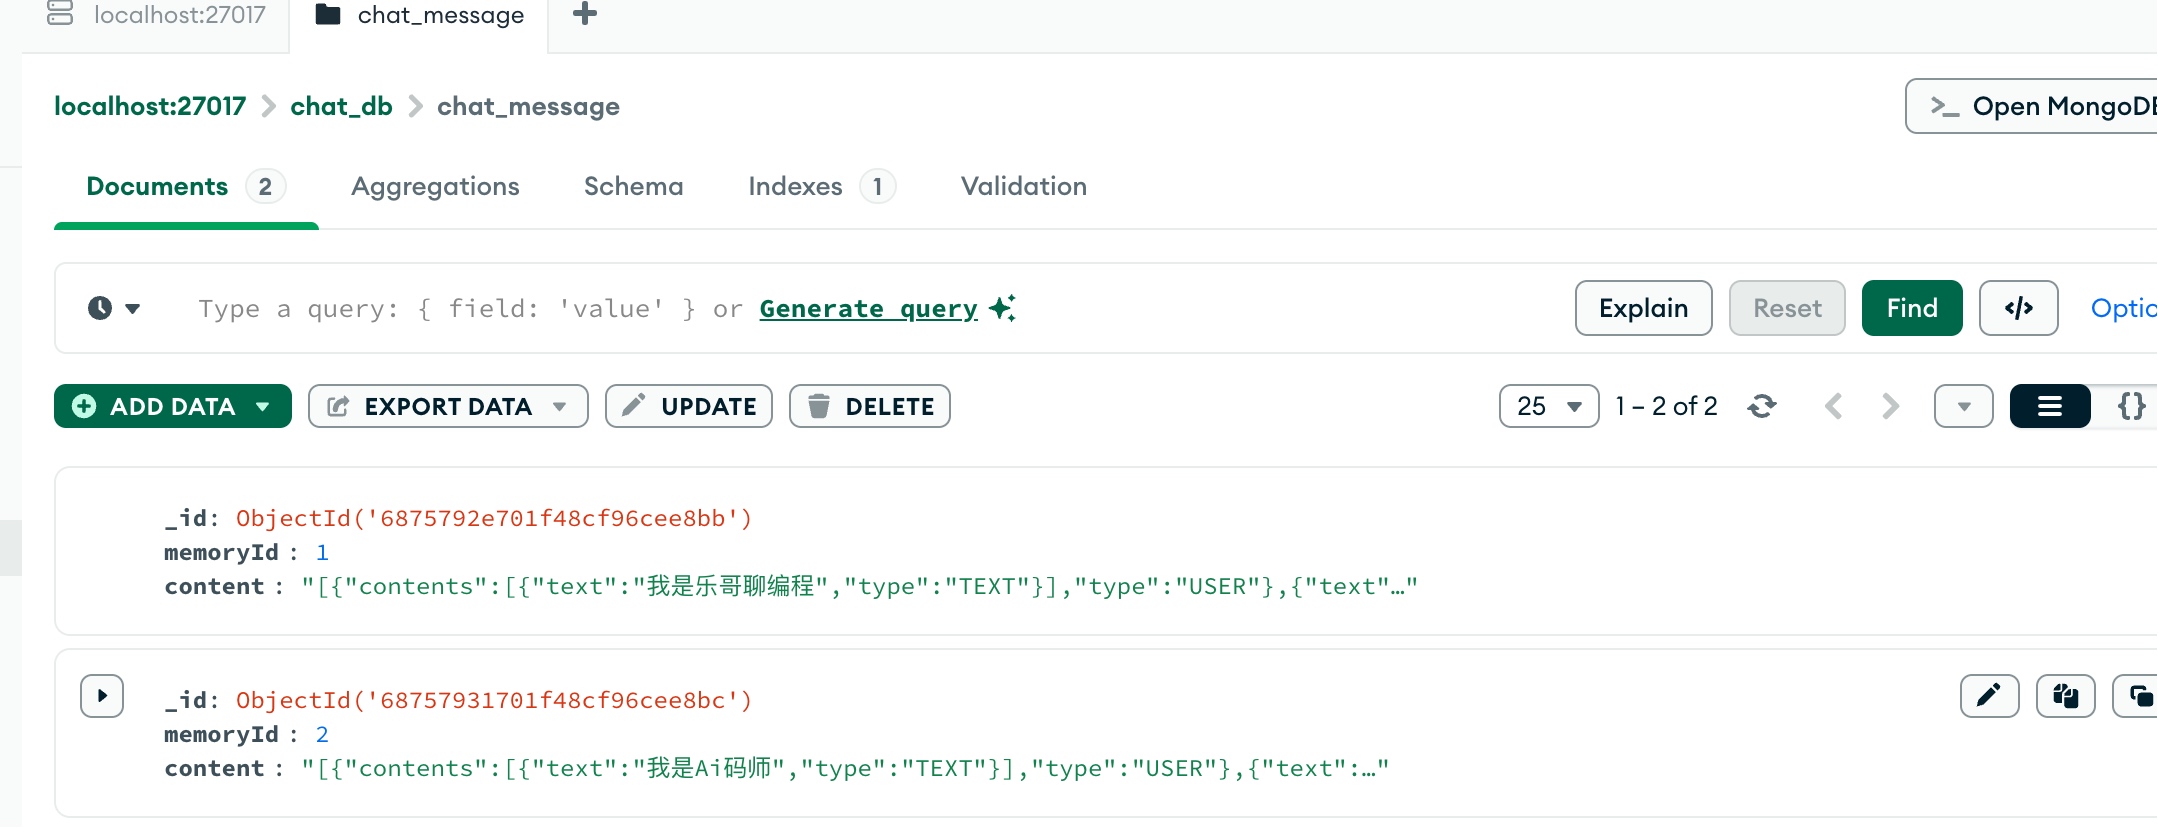 localhost:27017 chat_message
localhost:27017 chat_db chat_message
>_ Open MongoDB
Documents 2 Aggregations Schema Indexes 1 Validation
Type a query: { field: 'value' } or Generate query Explain Reset Find </> Optio
ADD DATA EXPORT DATA UPDATE DELETE 25 1 – 2 of 2 {}
_id: ObjectId('6875792e701f48cf96cee8bb')
memoryId : 1
content : "[{"contents":[{"text":"我是乐哥聊编程","type":"TEXT"}],"type":"USER"},{"text"…"
_id: ObjectId('68757931701f48cf96cee8bc')
memoryId : 2
content : "[{"contents":[{"text":"我是Ai码师","type":"TEXT"}],"type":"USER"},{"text":…"